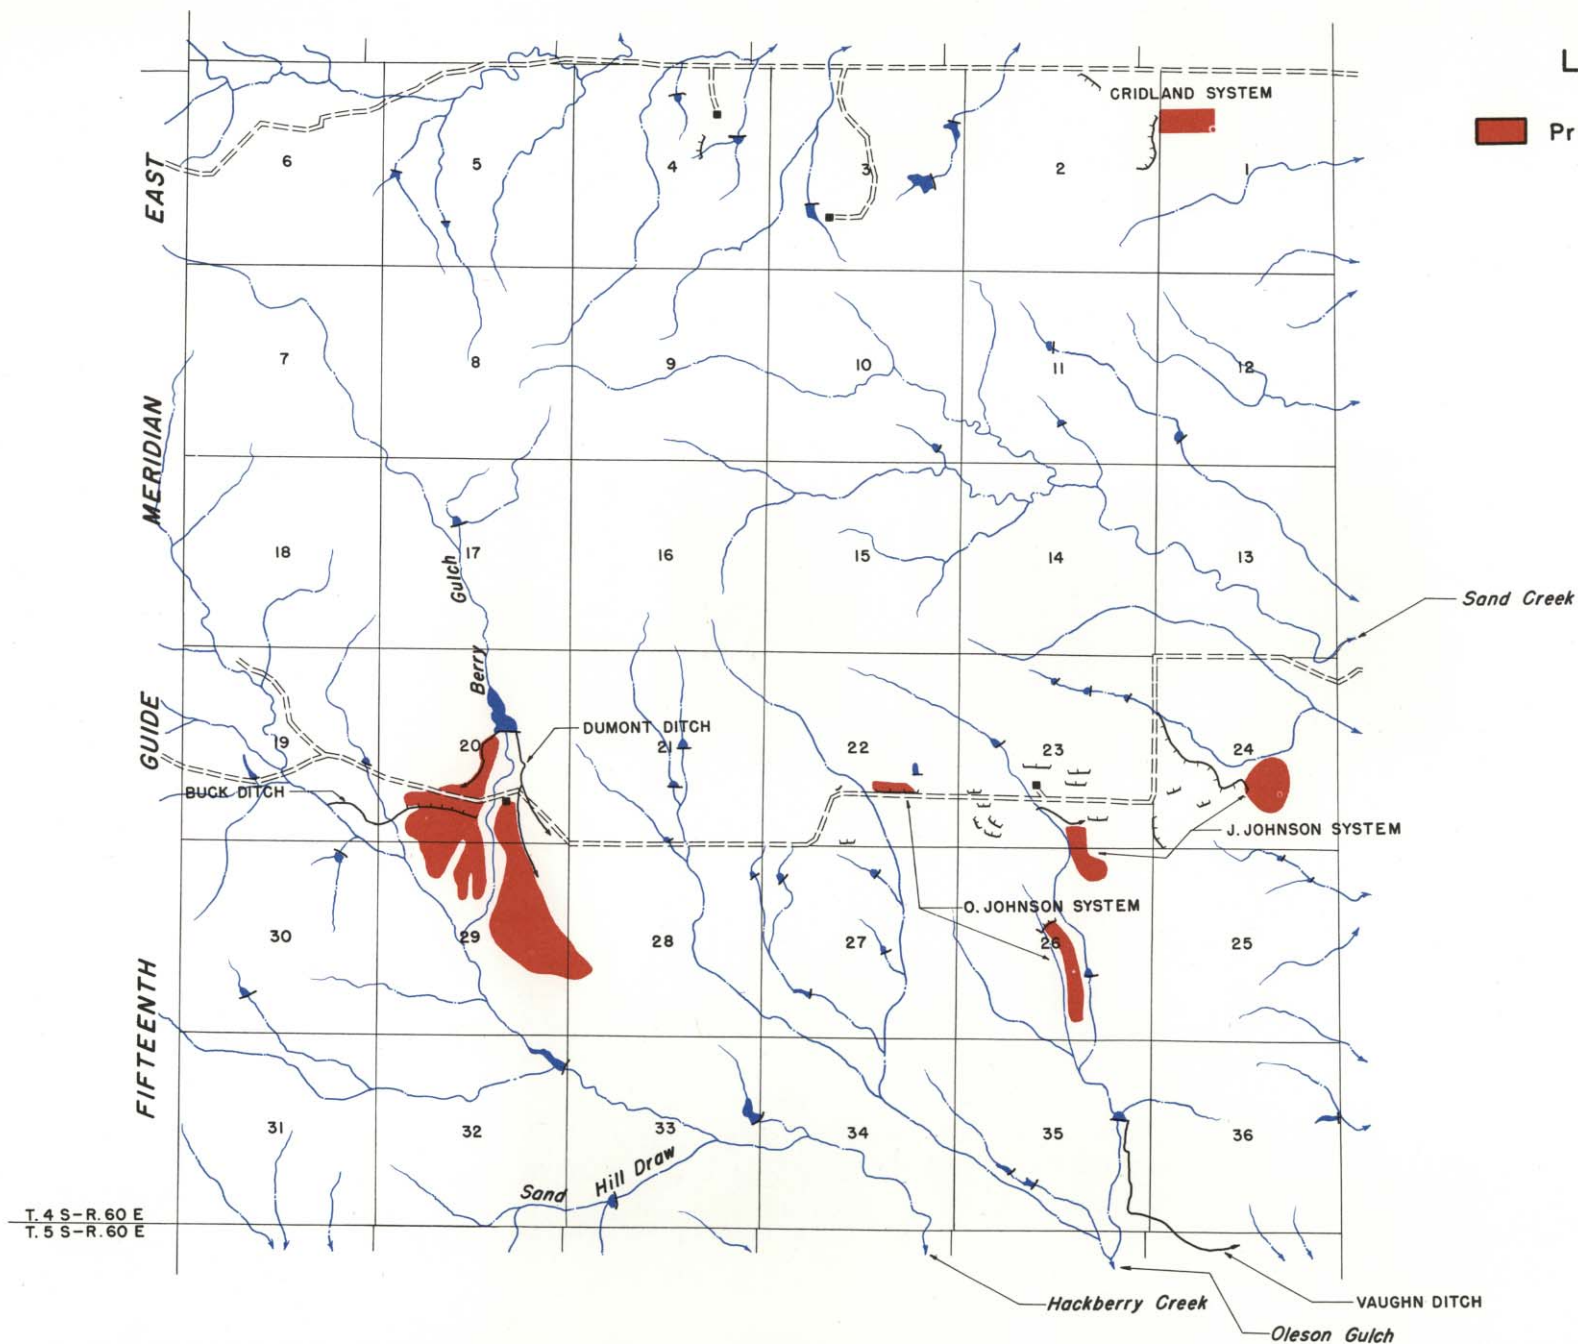 L
Pr
GRIDLAND SYSTEM
6
5
4
3
2
1
EAST
7
8
9
10
11
12
MERIDIAN
18
17
16
15
14
13
Gulch
Sand Creek
Berry
GUIDE
19
20
DUMONT DITCH
21
22
23
24
BUCK DITCH
J. JOHNSON SYSTEM
O. JOHNSON SYSTEM
30
29
28
27
26
25
FIFTEENTH
31
32
33
34
35
36
Sand Hill Draw
T. 4 S-R. 60 E
T. 5 S-R. 60 E
Hackberry Creek
VAUGHN DITCH
Oleson Gulch